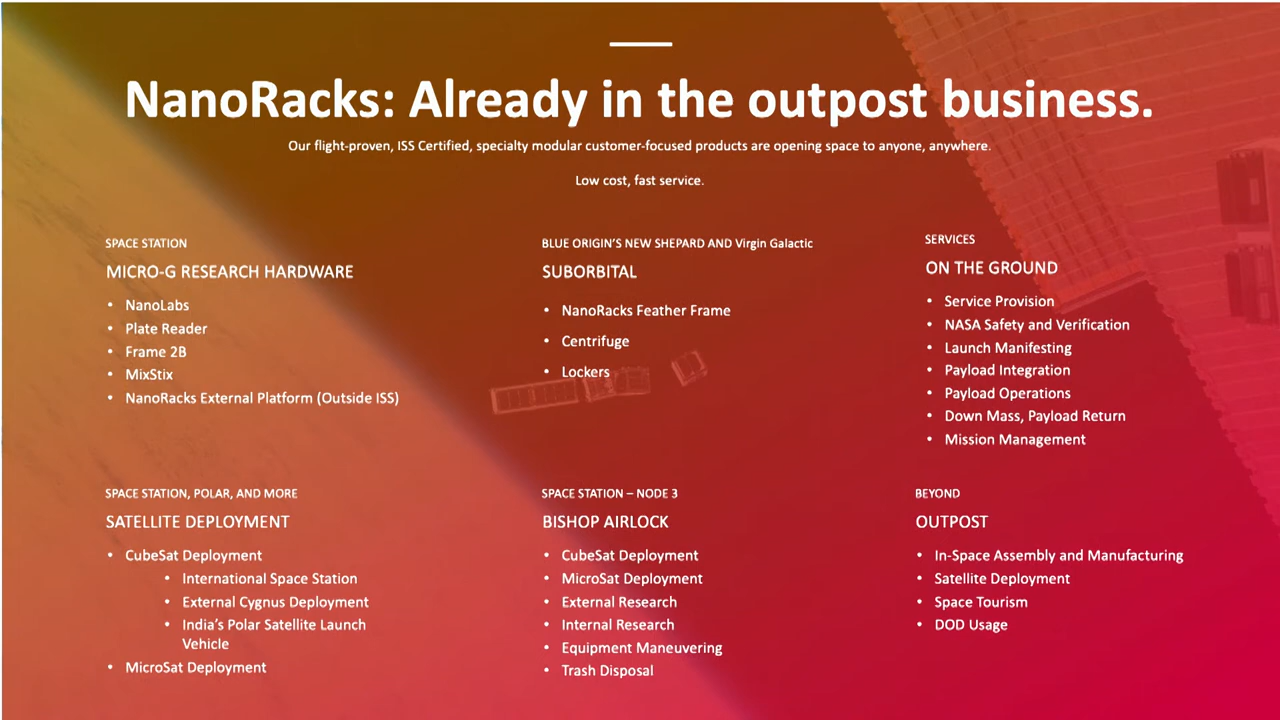 NanoRacks: Already in the outpost business.
Our flight-proven, ISS Certified, specialty modular customer-focused products are opening space to anyone, anywhere.
Low cost, fast service.
SPACE STATION
MICRO-G RESEARCH HARDWARE
• NanoLabs
• Plate Reader
• Frame 2B
• MixStix
• NanoRacks External Platform (Outside ISS)
BLUE ORIGIN'S NEW SHEPARD AND Virgin Galactic
SUBORBITAL
• NanoRacks Feather Frame
• Centrifuge
• Lockers
SERVICES
ON THE GROUND
• Service Provision
• NASA Safety and Verification
• Launch Manifesting
• Payload Integration
• Payload Operations
• Down Mass, Payload Return
• Mission Management
SPACE STATION, POLAR, AND MORE
SATELLITE DEPLOYMENT
• CubeSat Deployment
• International Space Station
• External Cygnus Deployment
• India's Polar Satellite Launch
Vehicle
• MicroSat Deployment
SPACE STATION – NODE 3
BISHOP AIRLOCK
• CubeSat Deployment
• MicroSat Deployment
• External Research
• Internal Research
• Equipment Maneuvering
• Trash Disposal
BEYOND
OUTPOST
• In-Space Assembly and Manufacturing
• Satellite Deployment
• Space Tourism
• DOD Usage